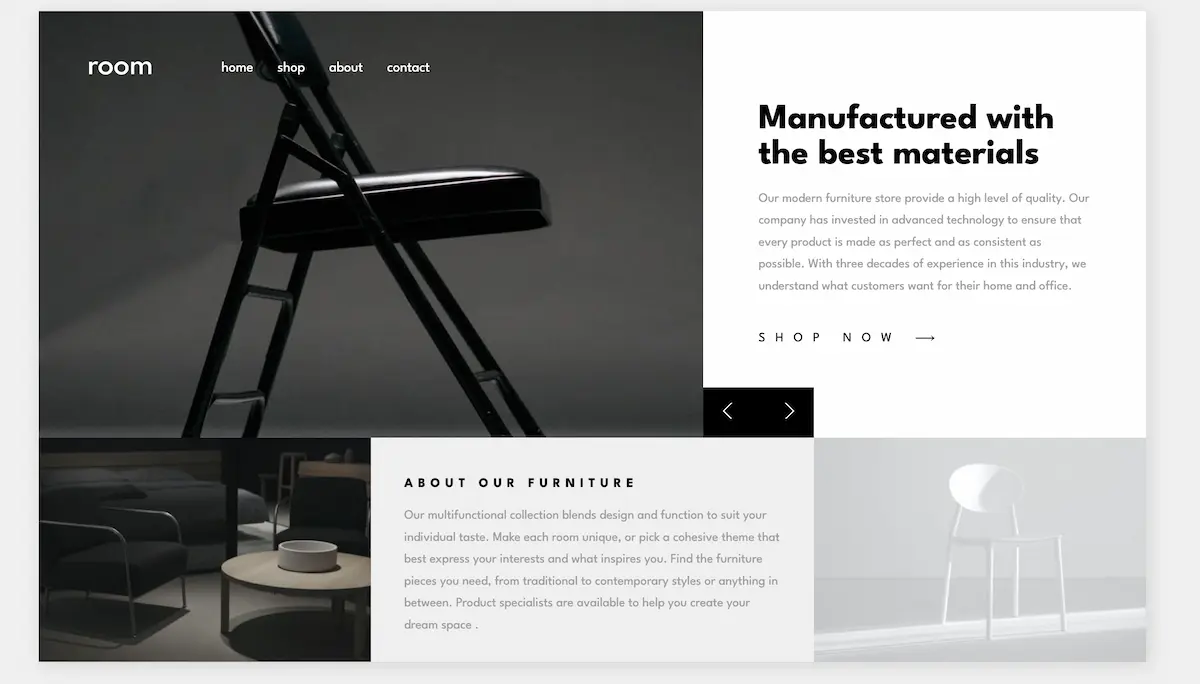 room
home shop about contact
Manufactured with
the best materials
Our modern furniture store provide a high level of quality. Our
company has invested in advanced technology to ensure that
every product is made as perfect and as consistent as
possible. With three decades of experience in this industry, we
understand what customers want for their home and office.
SHOP NOW
ABOUT OUR FURNITURE
Our multifunctional collection blends design and function to suit your
individual taste. Make each room unique, or pick a cohesive theme that
best express your interests and what inspires you. Find the furniture
pieces you need, from traditional to contemporary styles or anything in
between. Product specialists are available to help you create your
dream space .